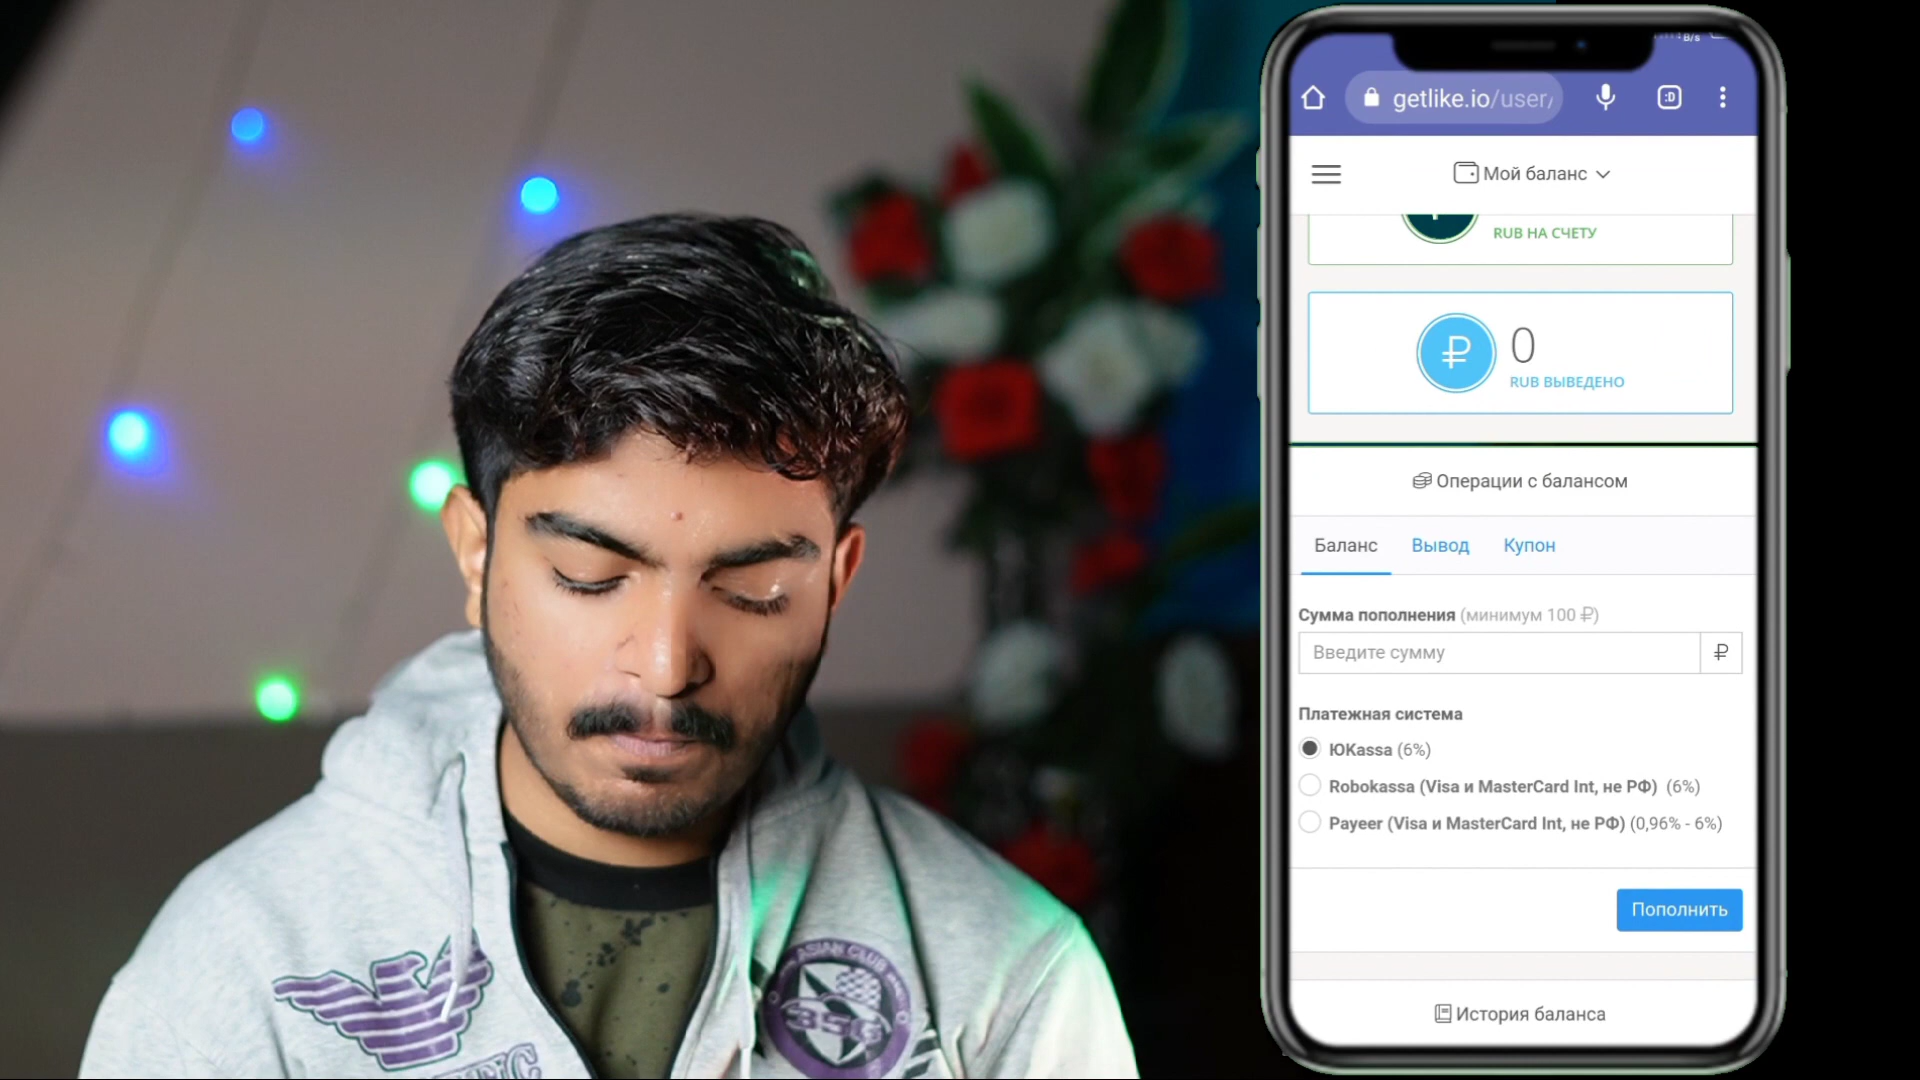 B/s
getlike.io/user/
:D
Мой баланс
RUB НА СЧЕТУ
0
RUB ВЫВЕДЕНО
Операции с балансом
Баланс Вывод Купон
Сумма пополнения (минимум 100 ₽)
Введите сумму ₽
Платежная система
ЮKassa (6%)
Robokassa (Visa и MasterCard Int, не РФ) (6%)
Payeer (Visa и MasterCard Int, не РФ) (0,96% - 6%)
Пополнить
История баланса
ASIAN CLUB